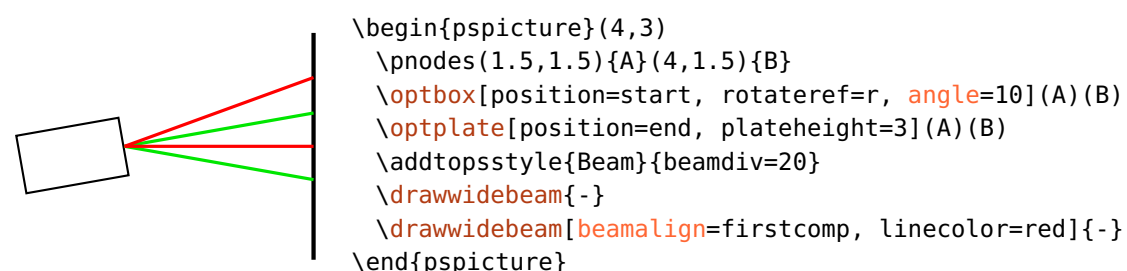 \begin{pspicture}(4,3)
\pnodes(1.5,1.5){A}(4,1.5){B}
\optbox[position=start, rotateref=r, angle=10](A)(B)
\optplate[position=end, plateheight=3](A)(B)
\addtopsstyle{Beam}{beamdiv=20}
\drawwidebeam{-}
\drawwidebeam[beamalign=firstcomp, linecolor=red]{-}
\end{pspicture}